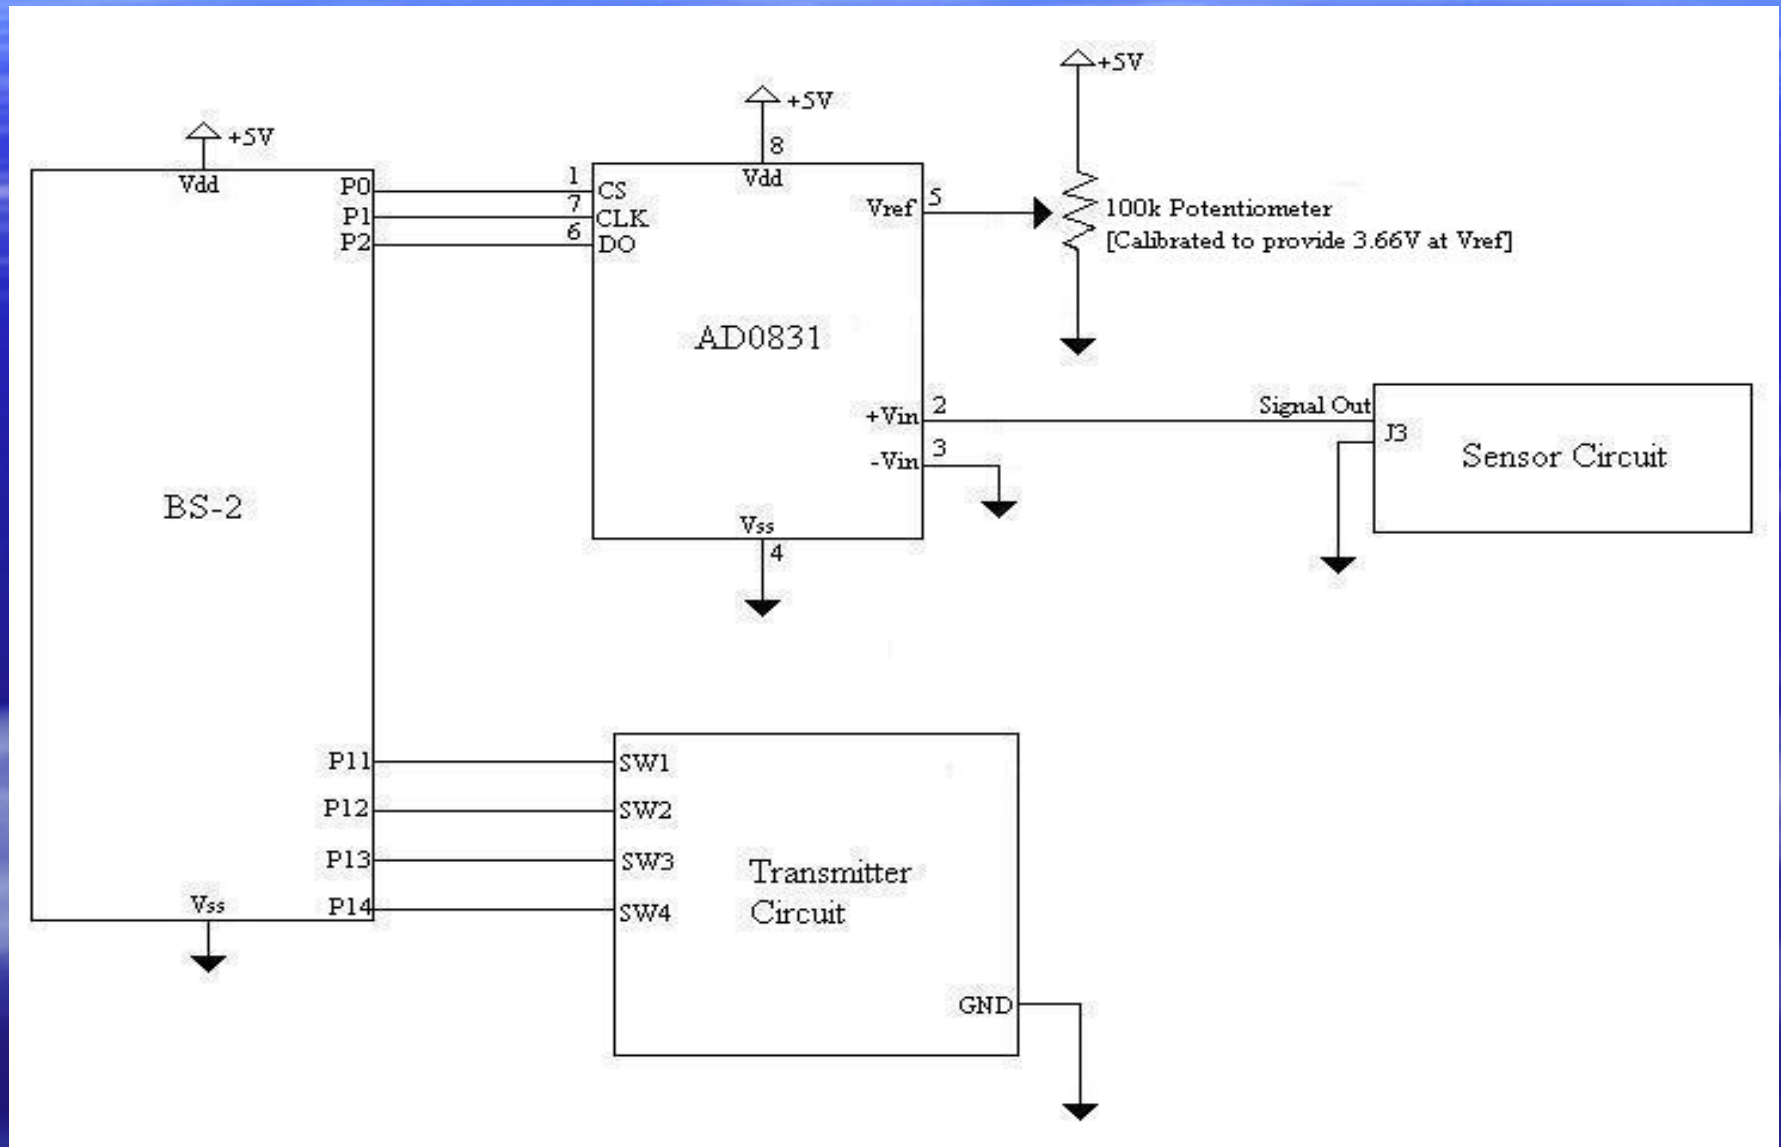 +5V
+5V
+5V
Vdd
BS-2
P0
P1
P2
P11
P12
P13
P14
Vss
8
Vdd
1
CS
7
CLK
6
DO
AD0831
Vref
5
+Vin
2
-Vin
3
Vss
4
100k Potentiometer
[Calibrated to provide 3.66V at Vref]
Signal Out
J3
Sensor Circuit
SW1
SW2
SW3
SW4
Transmitter
Circuit
GND